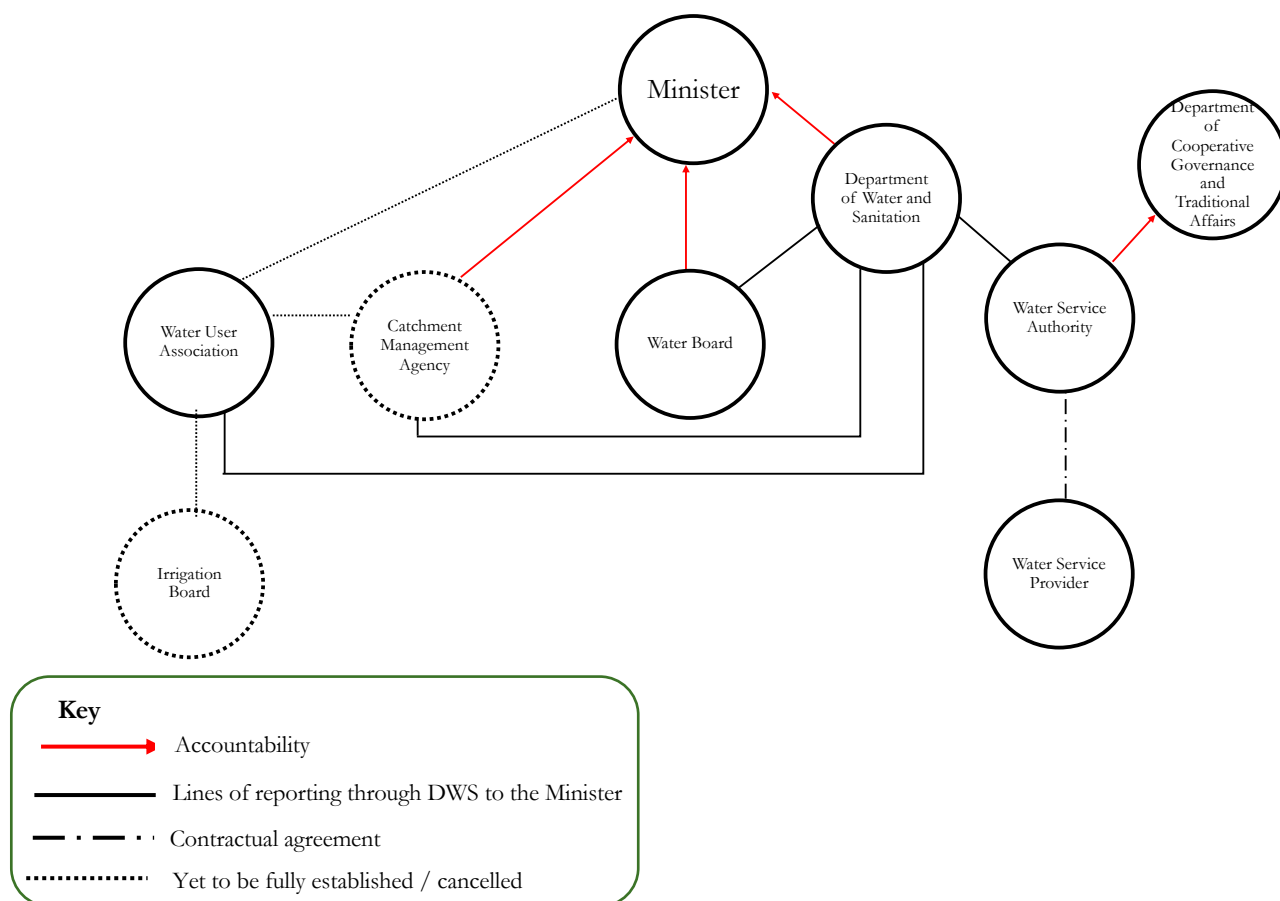 Minister
Department
of
Cooperative
Governance
and
Traditional
Affairs
Department
of Water and
Sanitation
Water User
Association
Catchment
Management
Agency
Water Board
Water Service
Authority
Irrigation
Board
Water Service
Provider
Key
Accountability
Lines of reporting through DWS to the Minister
Contractual agreement
Yet to be fully established / cancelled